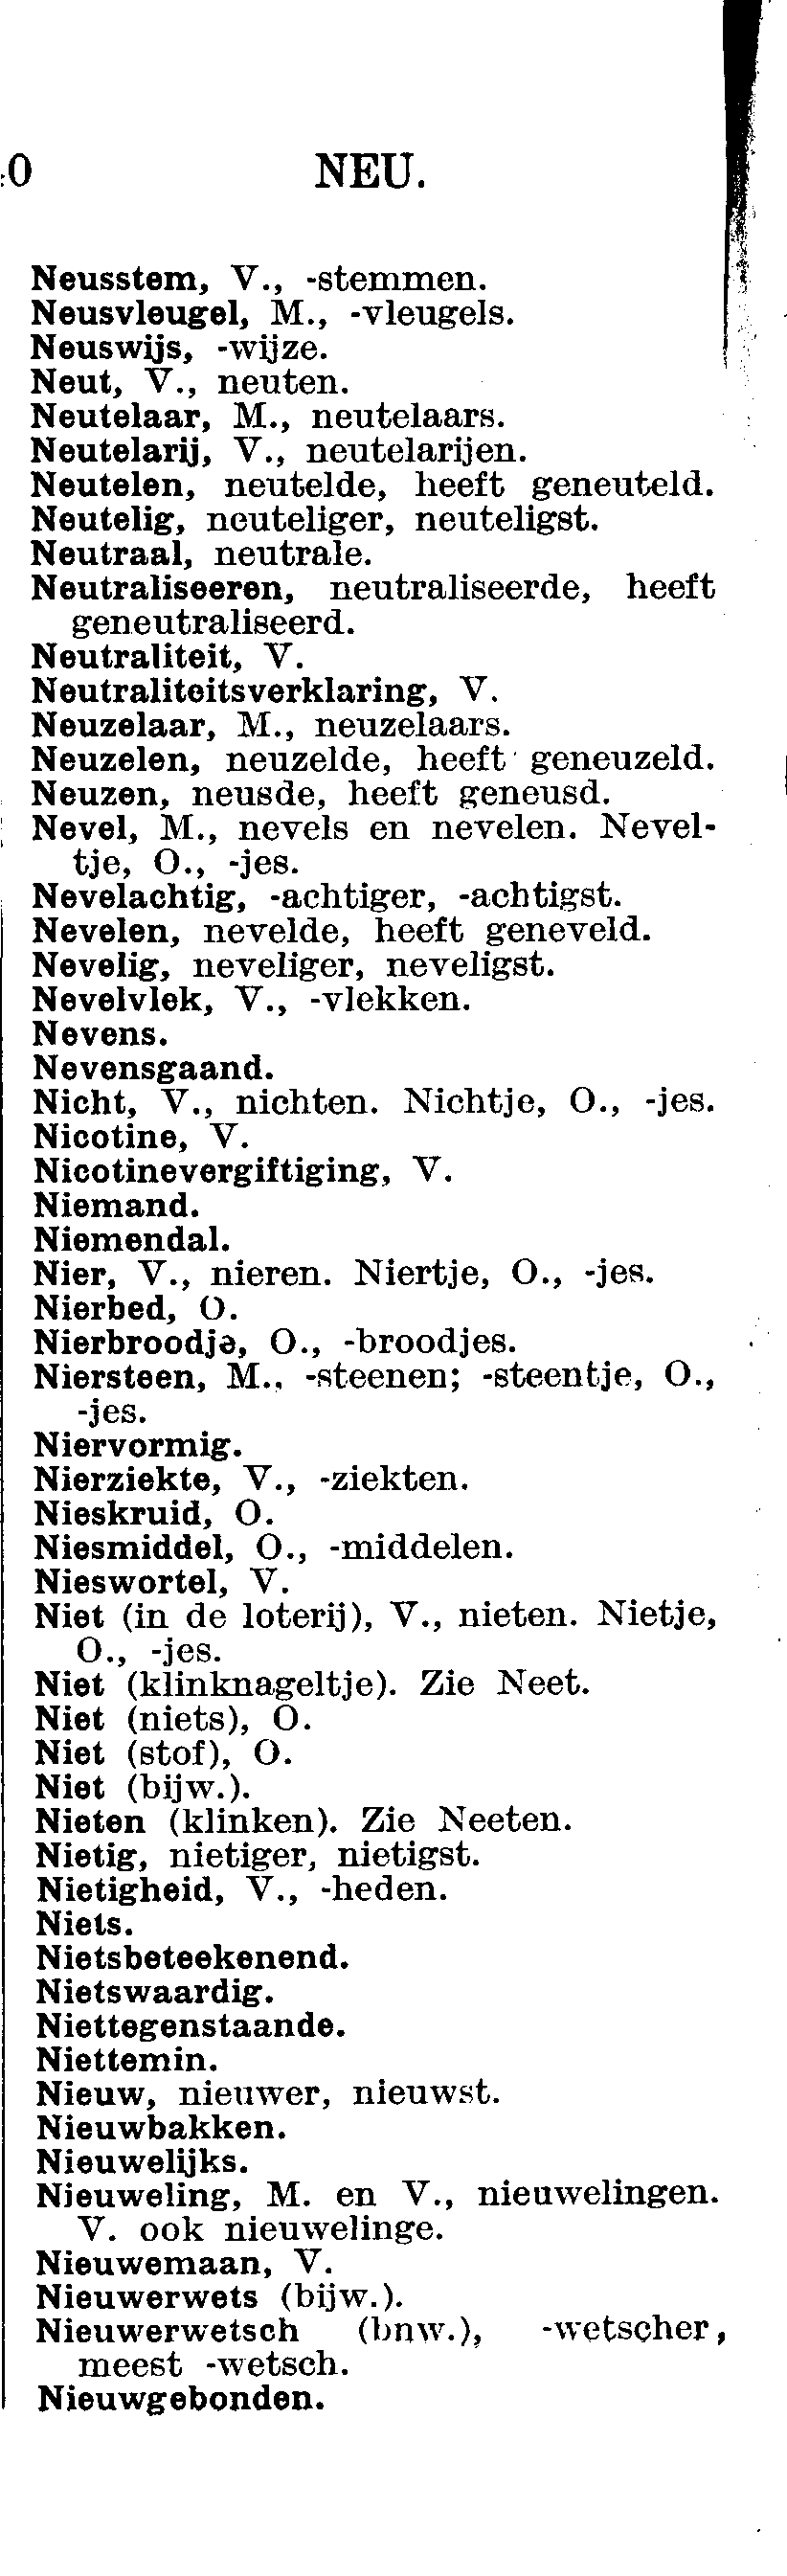 0 NEU.
Neusstem, V., -stemmen.
Neusvleugel, M., -vleugels.
Neuswijs, -wijze.
Neut, V., neuten.
Neutelaar, M., neutelaars.
Neutelarij, V., neutelarijen.
Neutelen, neutelde, heeft geneuteld.
Neutelig, neuteliger, neuteligst.
Neutraal, neutrale.
Neutraliseeren, neutraliseerde, heeft
geneutraliseerd.
Neutraliteit, V.
Neutraliteitsverklaring, V.
Neuzelaar, M., neuzelaars.
Neuzelen, neuzelde, heeft geneuzeld.
Neuzen, neusde, heeft geneusd.
Nevel, M., nevels en nevelen. Nevel-
tje, O., -jes.
Nevelachtig, -achtiger, -achtigst.
Nevelen, nevelde, heeft geneveld.
Nevelig, neveliger, neveligst.
Nevelvlek, V., -vlekken.
Nevens.
Nevensgaand.
Nicht, V., nichten. Nichtje, O., -jes.
Nicotine, V.
Nicotinevergiftiging, V.
Niemand.
Niemendal.
Nier, V., nieren. Niertje, O., -jes.
Nierbed, O.
Nierbroodje, O., -broodjes.
Niersteen, M., -steenen; -steentje, O.,
-jes.
Niervormig.
Nierziekte, V., -ziekten.
Nieskruid, O.
Niesmiddel, O., -middelen.
Nieswortel, V.
Niet (in de loterij), V., nieten. Nietje,
O., -jes.
Niet (klinknageltje). Zie Neet.
Niet (niets), O.
Niet (stof), O.
Niet (bijw.).
Nieten (klinken). Zie Neeten.
Nietig, nietiger, nietigst.
Nietigheid, V., -heden.
Niets.
Nietsbeteekenend.
Nietswaardig.
Niettegenstaande.
Niettemin.
Nieuw, nieuwer, nieuwst.
Nieuwbakken.
Nieuwelijks.
Nieuweling, M. en V., nieuwelingen.
V. ook nieuwelinge.
Nieuwemaan, V.
Nieuwerwets (bijw.).
Nieuwerwetsch (bnw.), -wetscher,
meest -wetsch.
Nieuwgebonden.